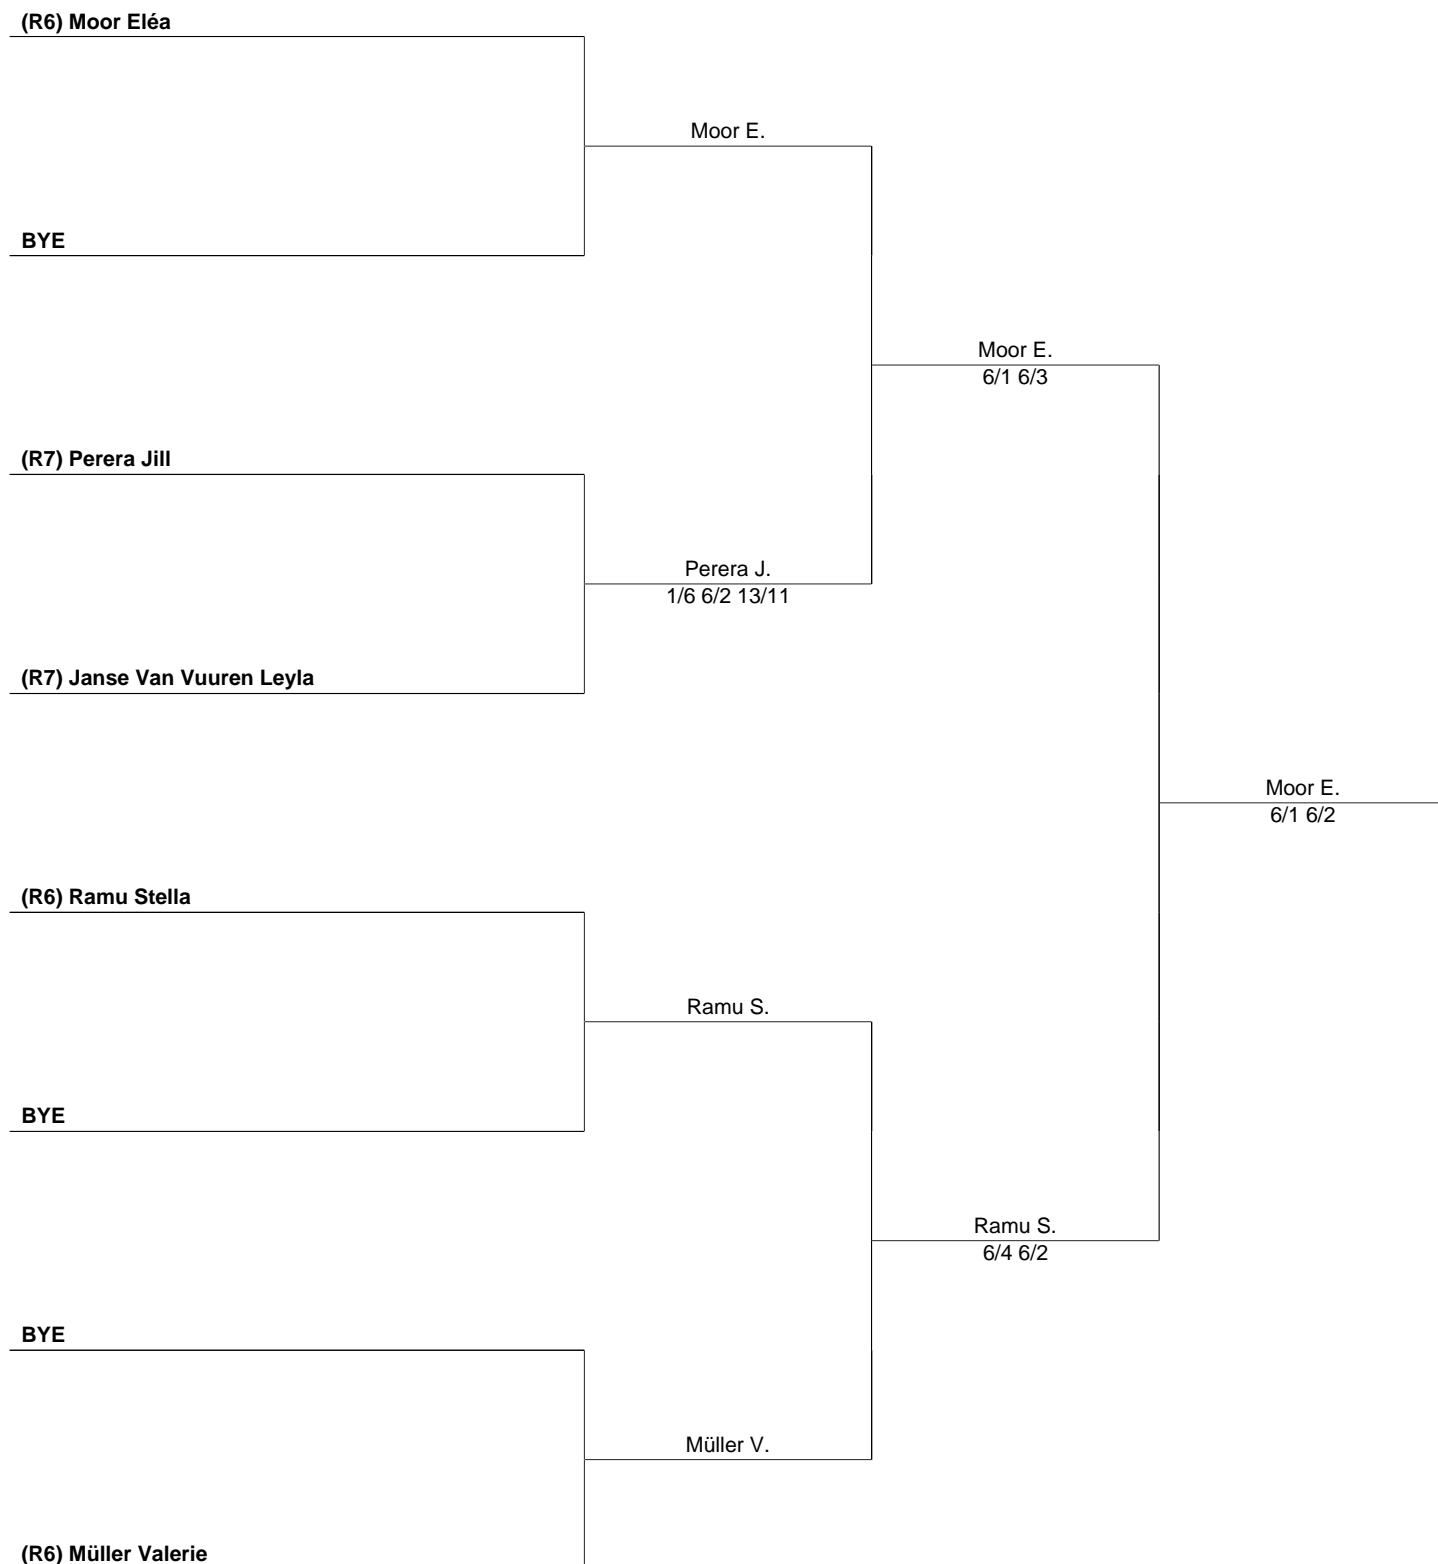 (R6) Moor Eléa
Moor E.
BYE
Moor E.
6/1 6/3
(R7) Perera Jill
Perera J.
1/6 6/2 13/11
(R7) Janse Van Vuuren Leyla
Moor E.
6/1 6/2
(R6) Ramu Stella
Ramu S.
BYE
Ramu S.
6/4 6/2
BYE
Müller V.
(R6) Müller Valerie